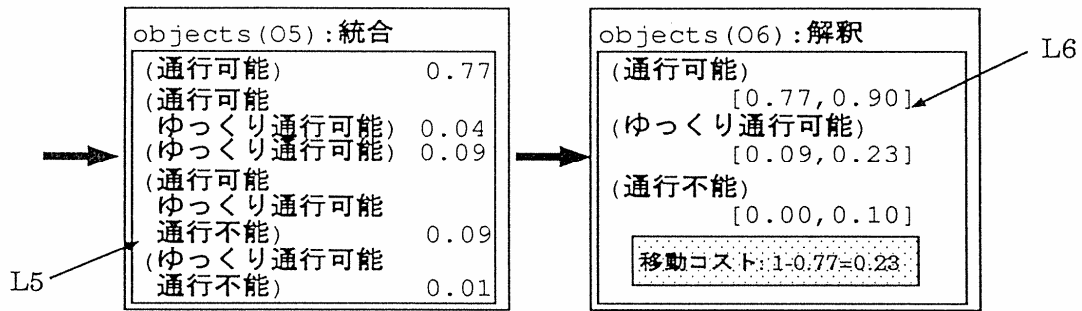 objects(O5):統合
(通行可能) 0.77
(通行可能
ゆっくり通行可能) 0.04
(ゆっくり通行可能) 0.09
(通行可能
ゆっくり通行可能
通行不能) 0.09
(ゆっくり通行可能
通行不能) 0.01
L5
objects(O6):解釈
(通行可能)
[0.77,0.90]
(ゆっくり通行可能)
[0.09,0.23]
(通行不能)
[0.00,0.10]
移動コスト: 1-0.77=0.23
L6